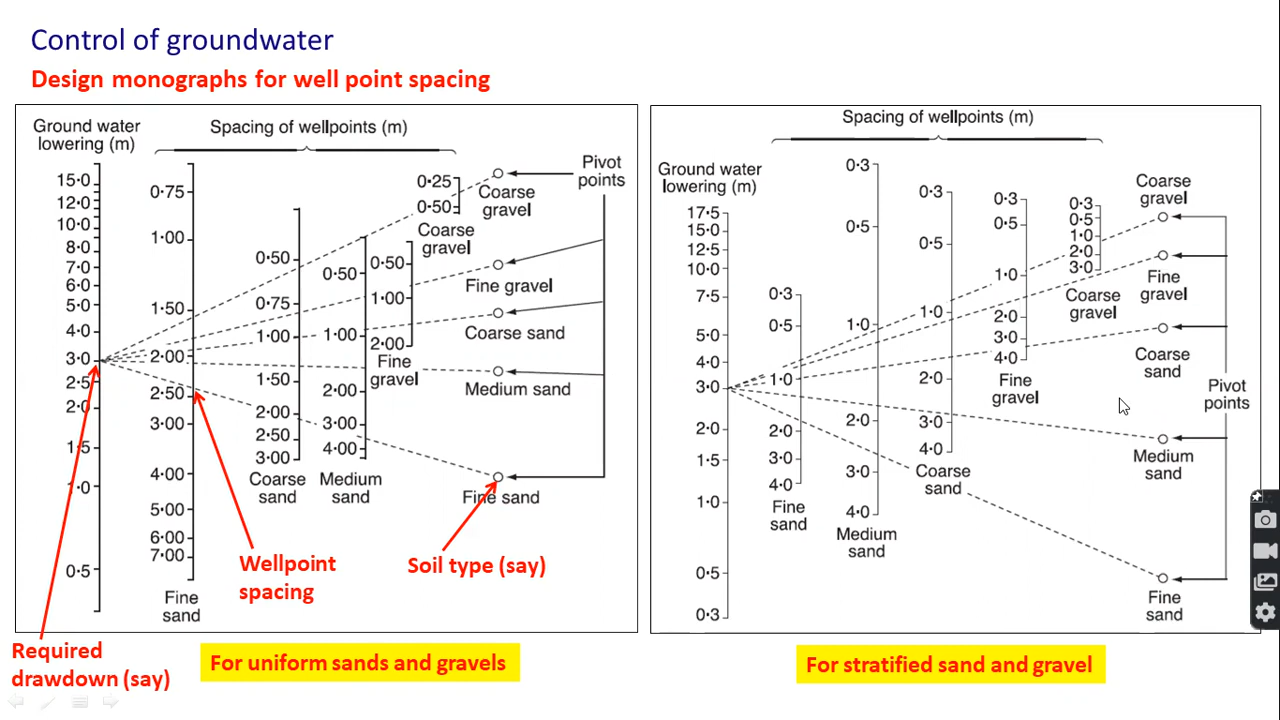 Control of groundwater
Design monographs for well point spacing
Ground water
lowering (m)
Spacing of wellpoints (m)
15·0
12·0
10·0
8·0
7·0
6·0
5·0
4·0
3·0
2·5
2·0
1·5
1·0
0·5
0·75
1·00
1·50
2·00
2·50
3·00
4·00
5·00
6·00
7·00
Fine
sand
0·50
0·75
1·00
1·50
2·00
2·50
3·00
Coarse
sand
0·50
1·00
2·00
3·00
4·00
Medium
sand
0·50
1·00
2·00
Fine
gravel
0·25
0·50
Coarse
gravel
Pivot
points
Coarse
gravel
Fine gravel
Coarse sand
Medium sand
Fine sand
Wellpoint
spacing
Soil type (say)
Required
drawdown (say)
For uniform sands and gravels
Spacing of wellpoints (m)
Ground water
lowering (m)
17·5
15·0
12·5
10·0
7·5
5·0
4·0
3·0
2·0
1·5
1·0
0·5
0·3
0·3
0·5
1·0
2·0
3·0
4·0
Fine
sand
0·3
0·5
1·0
2·0
3·0
4·0
Medium
sand
0·3
0·5
1·0
2·0
3·0
4·0
Coarse
sand
0·3
0·5
1·0
2·0
3·0
4·0
Fine
gravel
0·3
0·5
1·0
2·0
3·0
Coarse
gravel
Coarse
gravel
Fine
gravel
Coarse
sand
Pivot
points
Medium
sand
Fine
sand
For stratified sand and gravel